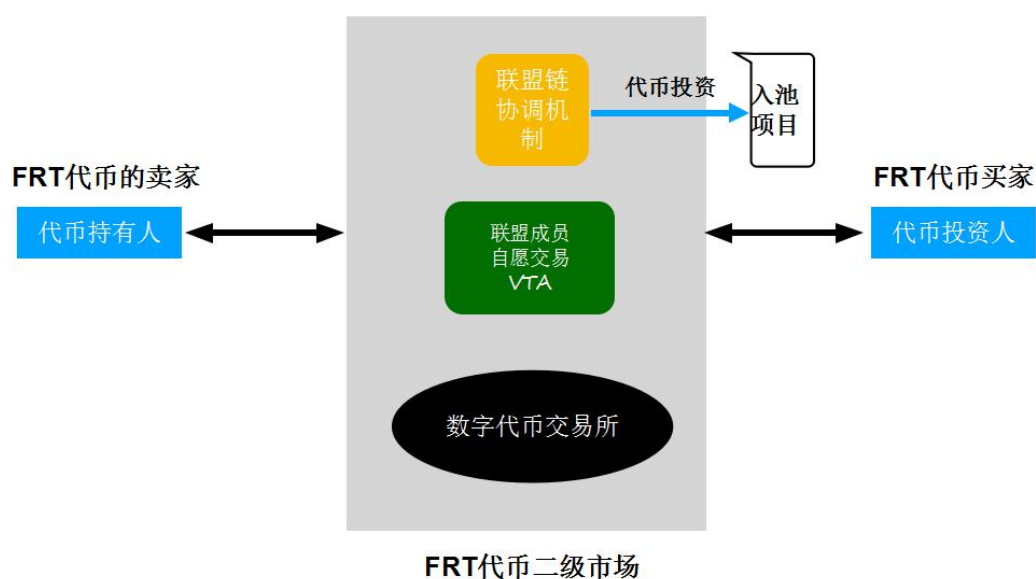 联盟链
协调机
制
代币投资
入池
项目
FRT代币的卖家
代币持有人
FRT代币买家
代币投资人
联盟成员
自愿交易
VTA
数字代币交易所
FRT代币二级市场